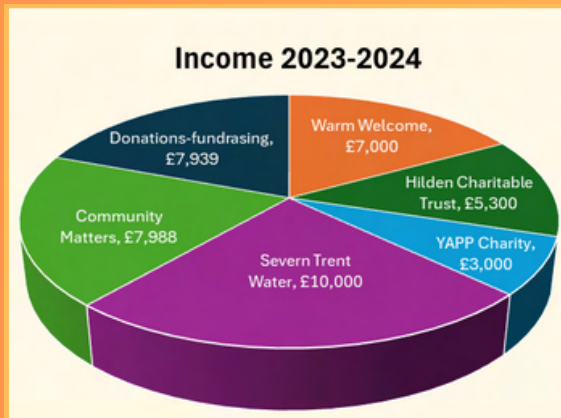 Income 2023-2024
Donations-fundrasing,
£7,939
Warm Welcome,
£7,000
Hilden Charitable
Trust, £5,300
YAPP Charity,
£3,000
Community
Matters, £7,988
Severn Trent
Water, £10,000